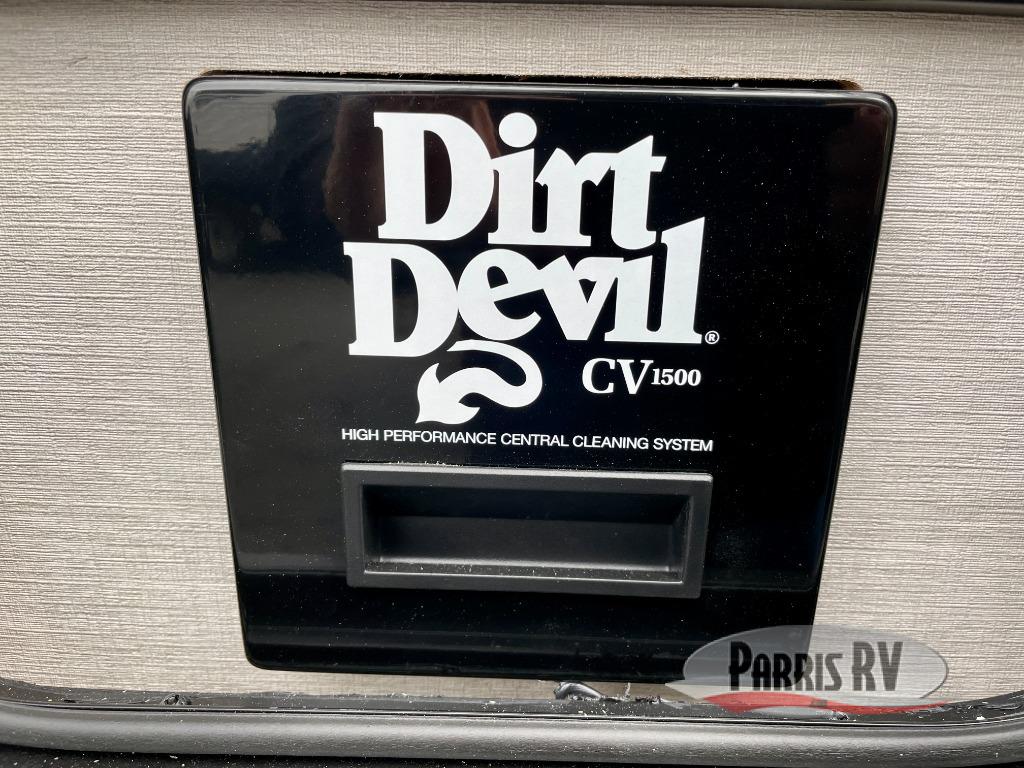 Dirt
Devil®
CV1500
HIGH PERFORMANCE CENTRAL CLEANING SYSTEM
PARRIS RV